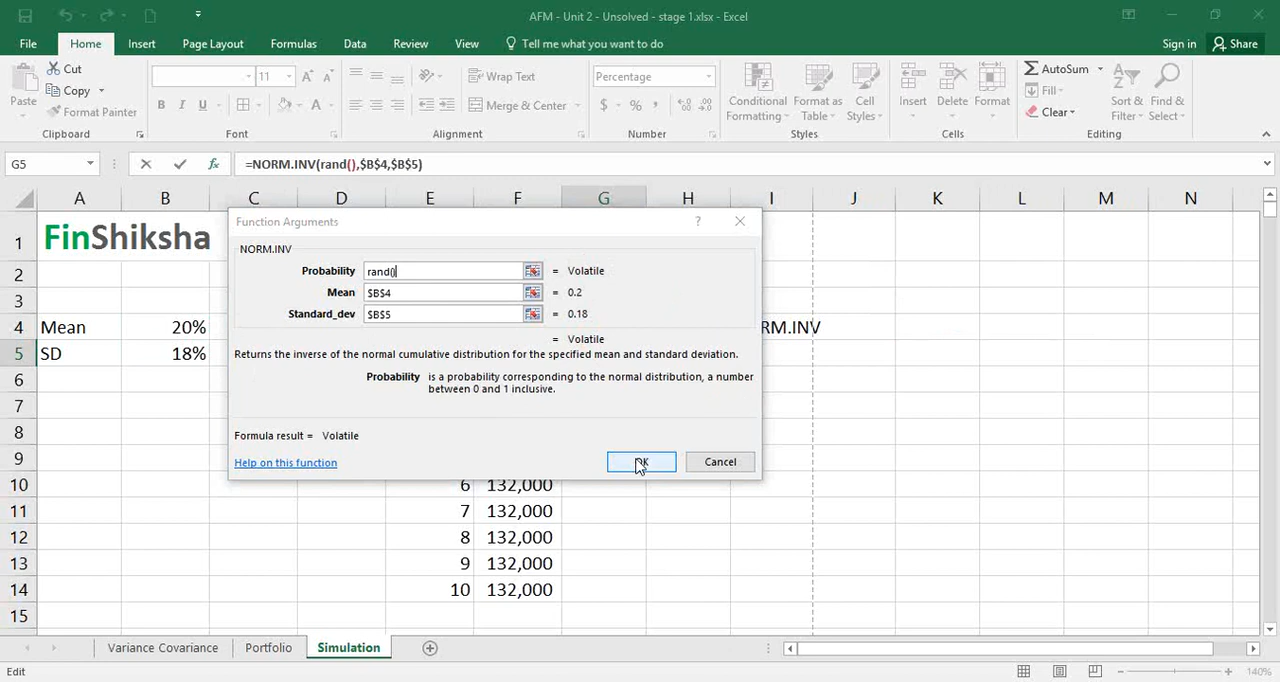 AFM - Unit 2 - Unsolved - stage 1.xlsx - Excel
File Home Insert Page Layout Formulas Data Review View Tell me what you want to do Sign in Share
Cut
Copy
Format Painter
Paste
11
Wrap Text
Merge & Center
Percentage
$ % ,
Conditional Formatting
Format as Table
Cell Styles
Insert Delete Format
AutoSum
Fill
Clear
Sort & Filter
Find & Select
Clipboard Font Alignment Number Styles Cells Editing
G5 fx =NORM.INV(rand(),$B$4,$B$5)
A B C D E F G H I J K L M N
Function Arguments ?
NORM.INV
Probability rand() = Volatile
Mean $B$4 = 0.2
Standard_dev $B$5 = 0.18
= Volatile
Returns the inverse of the normal cumulative distribution for the specified mean and standard deviation.
Probability is a probability corresponding to the normal distribution, a number
between 0 and 1 inclusive.
Formula result = Volatile
Help on this function OK Cancel
1 FinShiksha
2
3
4 Mean 20% RM.INV
5 SD 18%
6
7
8
9
10 6 132,000
11 7 132,000
12 8 132,000
13 9 132,000
14 10 132,000
15
Variance Covariance Portfolio Simulation
Edit 140%